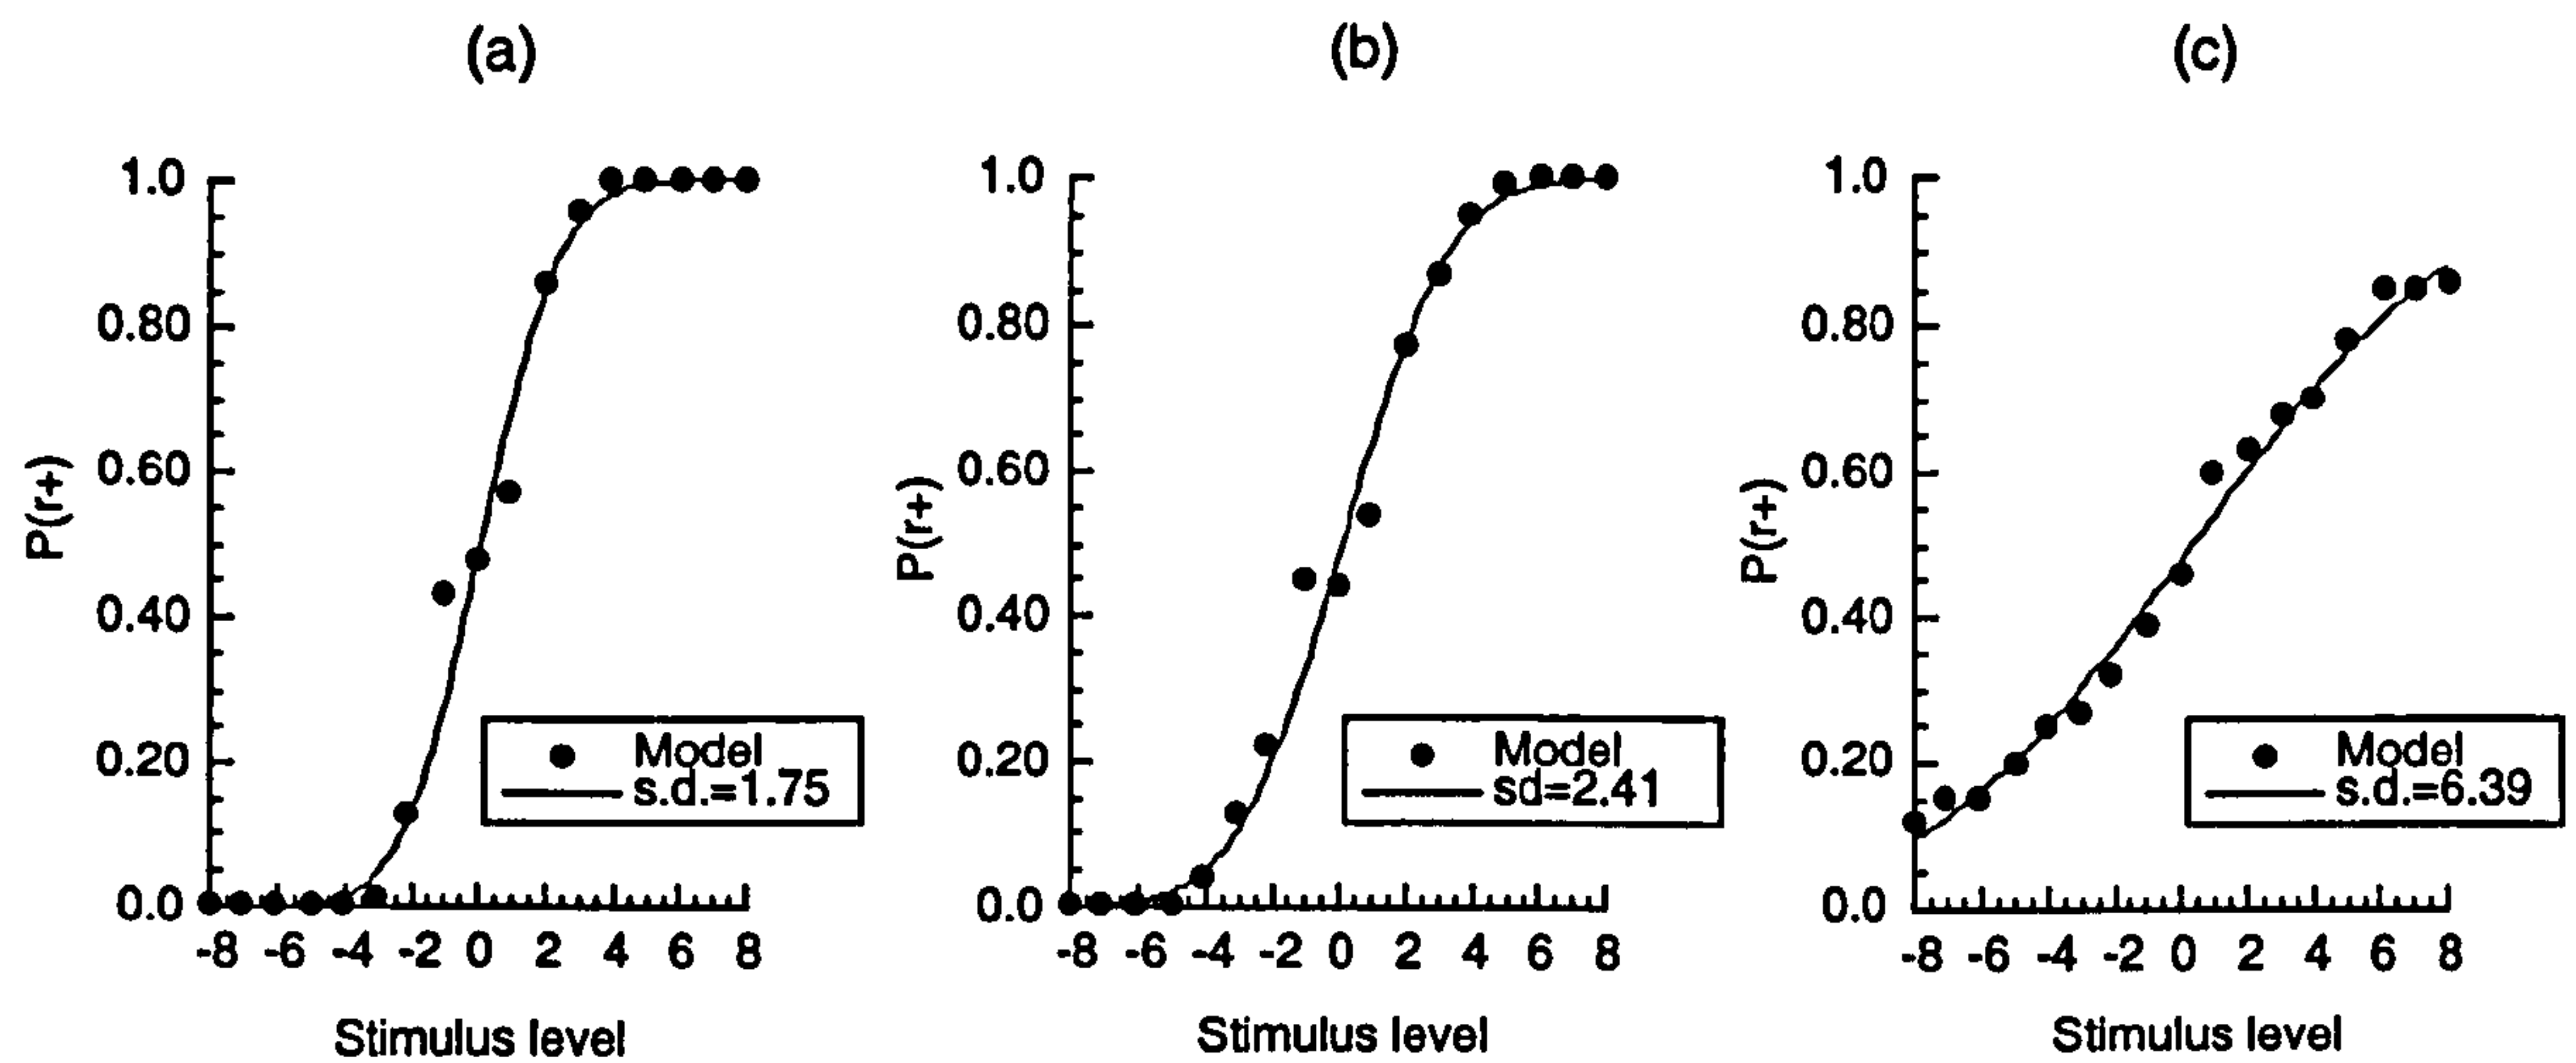 (a)
1.0
0.80
0.60
0.40
0.20
0.0
P(r+)
-8 -6 -4 -2 0 2 4 6 8
Stimulus level
Model
s.d.=1.75
(b)
1.0
0.80
0.60
0.40
0.20
0.0
P(r+)
-8 -6 -4 -2 0 2 4 6 8
Stimulus level
Model
sd=2.41
(c)
1.0
0.80
0.60
0.40
0.20
0.0
P(r+)
-8 -6 -4 -2 0 2 4 6 8
Stimulus level
Model
s.d.=6.39